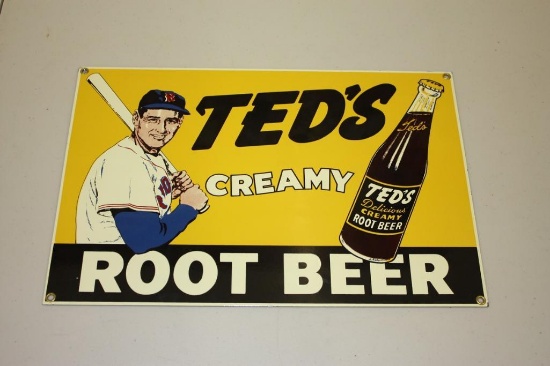 TED'S
CREAMY
ROOT BEER
Ted's
TED'S
Delicious
CREAMY
ROOT BEER